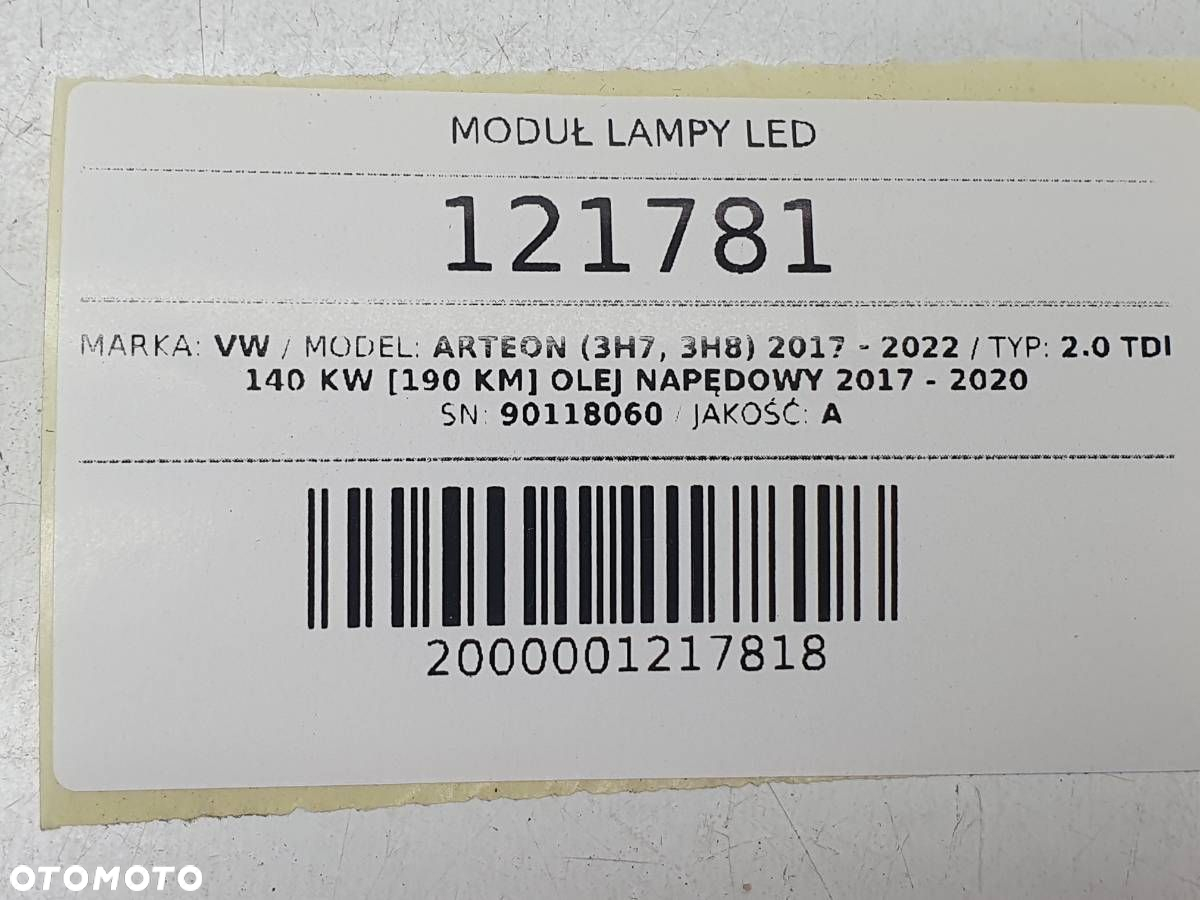 MODUŁ LAMPY LED
121781
MARKA: VW / MODEL: ARTEON (3H7, 3H8) 2017 - 2022 / TYP: 2.0 TDI
140 KW [190 KM] OLEJ NAPĘDOWY 2017 - 2020
SN: 90118060 / JAKOŚĆ: A
2000001217818
OTOMOTO